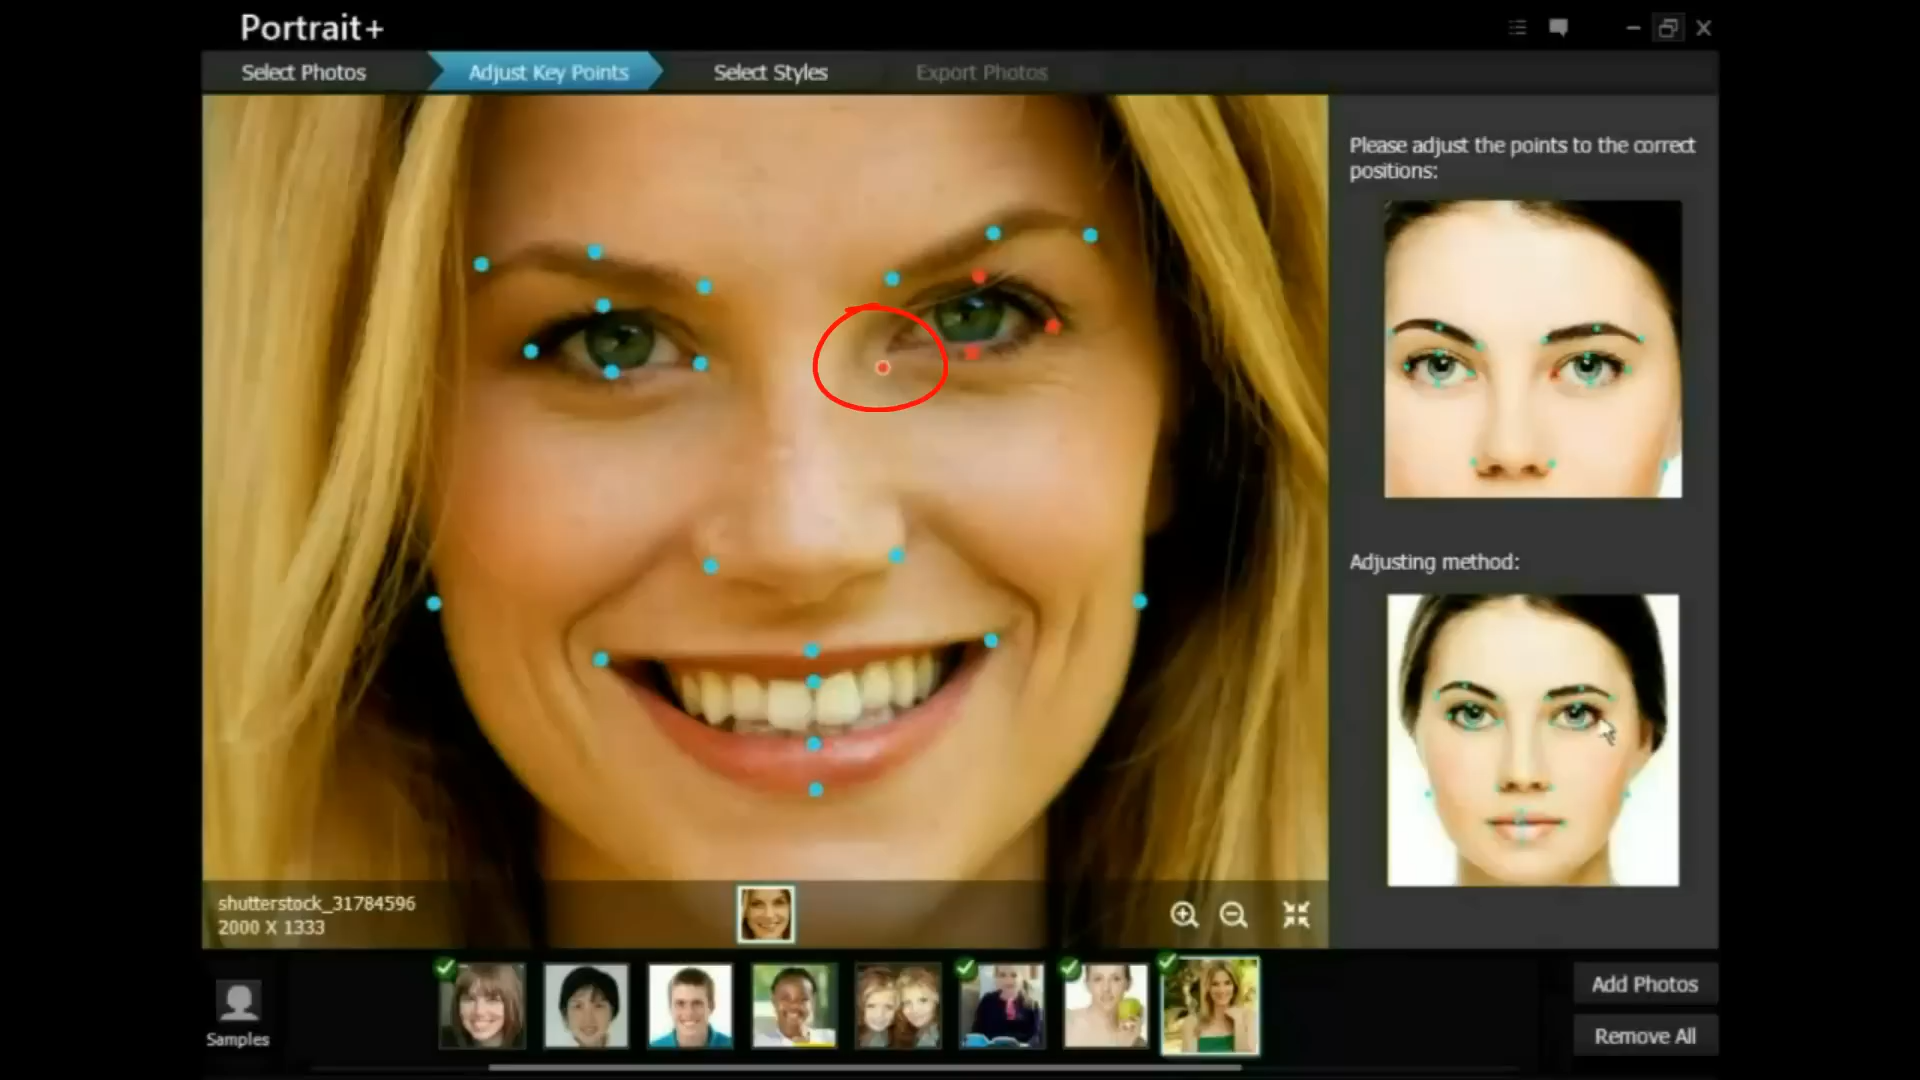 Portrait+
Select Photos
Adjust Key Points
Select Styles
Export Photos
Please adjust the points to the correct
positions:
Adjusting method:
shutterstock_31784596
2000 X 1333
Samples
Add Photos
Remove All